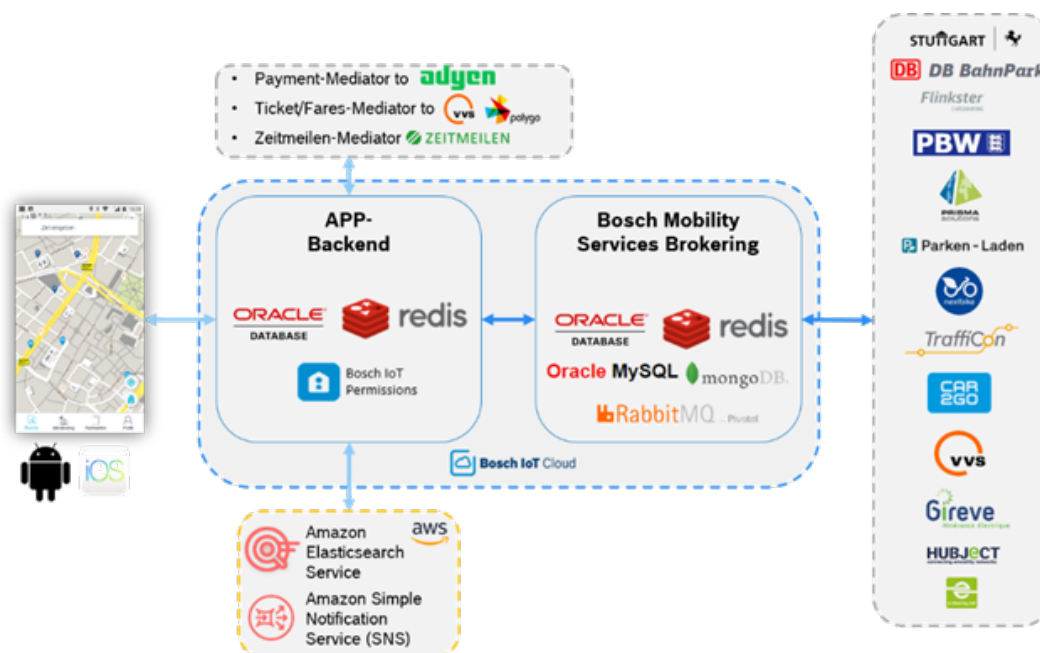 • Payment-Mediator to adyen
• Ticket/Fares-Mediator to VVS polygo
• Zeitmeilen-Mediator ZEITMEILEN
APP-
Backend
ORACLE
DATABASE
redis
Bosch IoT
Permissions
Bosch Mobility
Services Brokering
ORACLE
DATABASE
redis
Oracle MySQL
mongoDB.
RabbitMQ by Pivotal
Bosch IoT Cloud
iOS
Amazon
Elasticsearch
Service
aws
Amazon Simple
Notification
Service (SNS)
STUTTGART
DB DB BahnPark
Flinkster
PBW
PRISMA
solutions
Parken-Laden
nextbike
TraffiCon
CAR
2GO
VVS
Gireve
HUBJECT